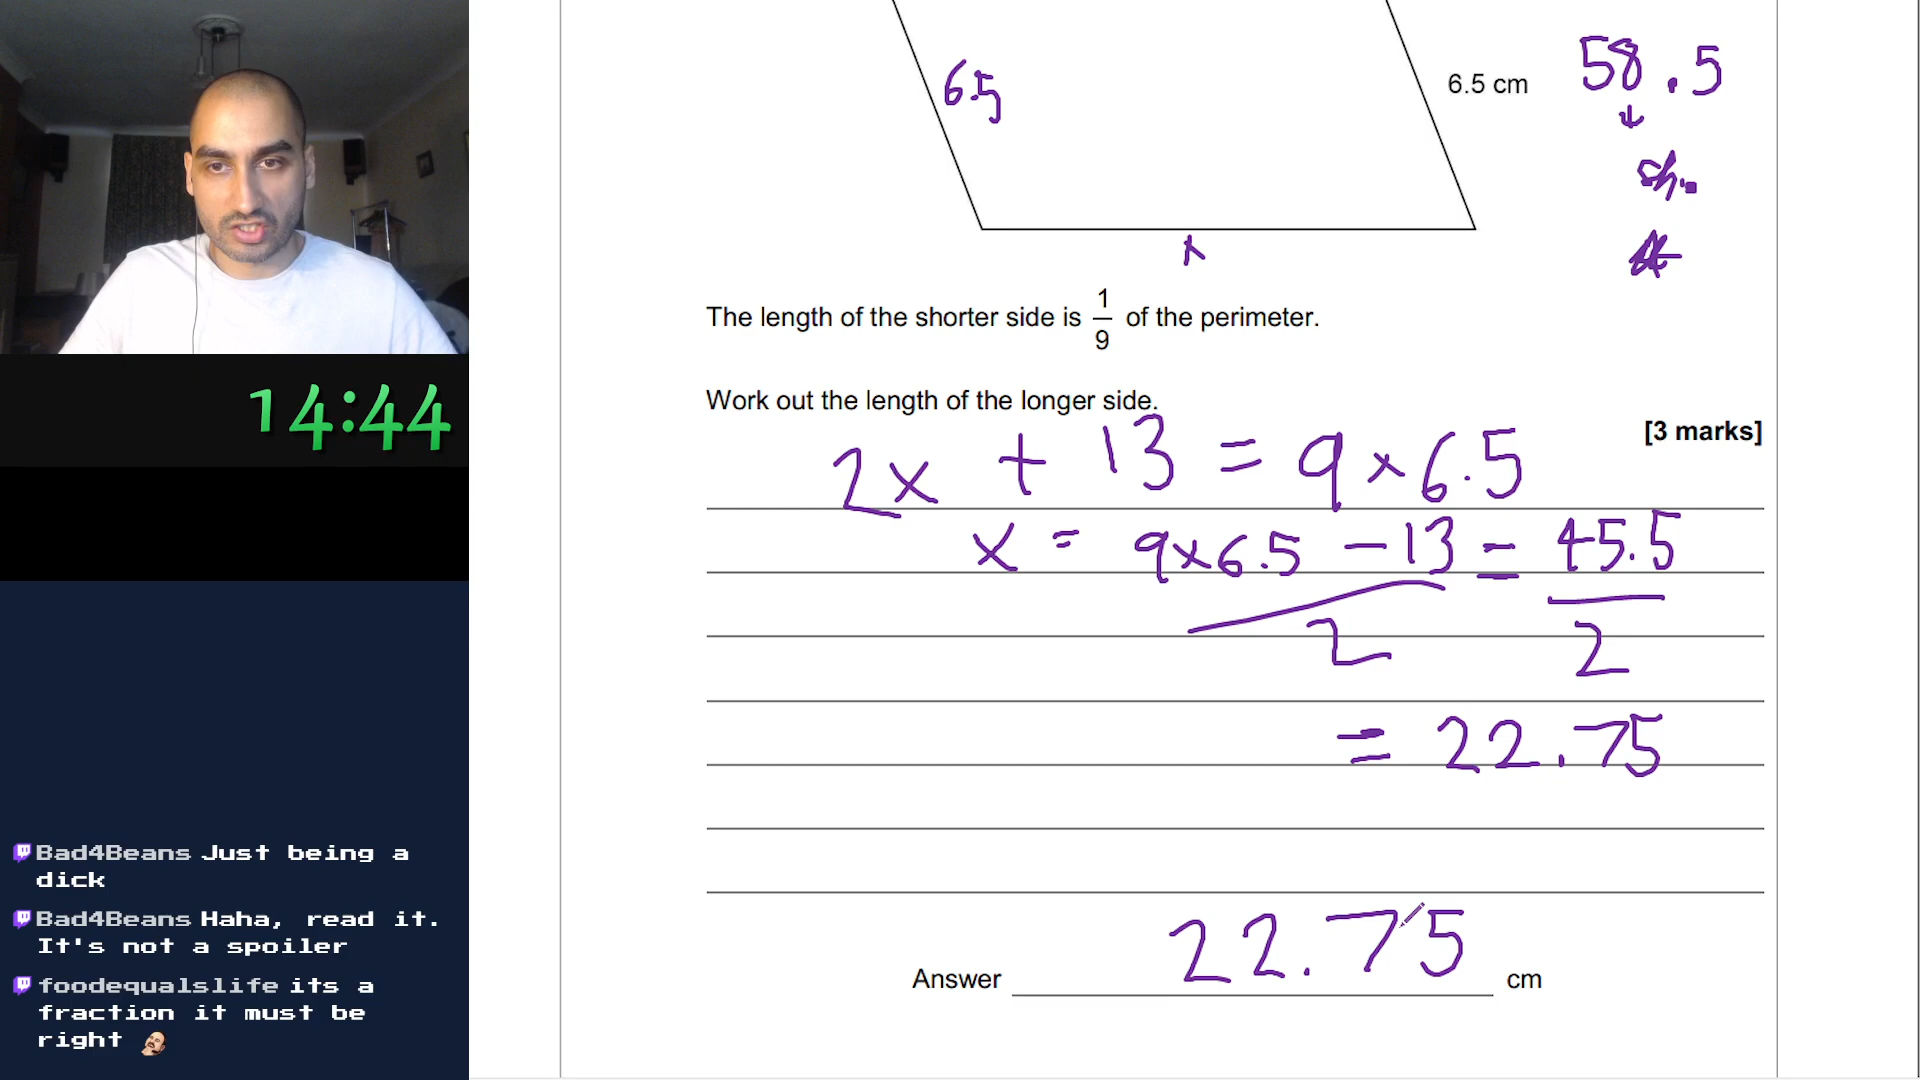 6.5
6.5 cm
58.5
x
The length of the shorter side is 1/9 of the perimeter.
Work out the length of the longer side.
[3 marks]
2x + 13 = 9 x 6.5
x = 9x6.5 - 13 = 45.5
2 2
= 22.75
Answer 22.75 cm
14:44
Bad4Beans Just being a
dick
Bad4Beans Haha, read it.
It's not a spoiler
foodequalslife its a
fraction it must be
right